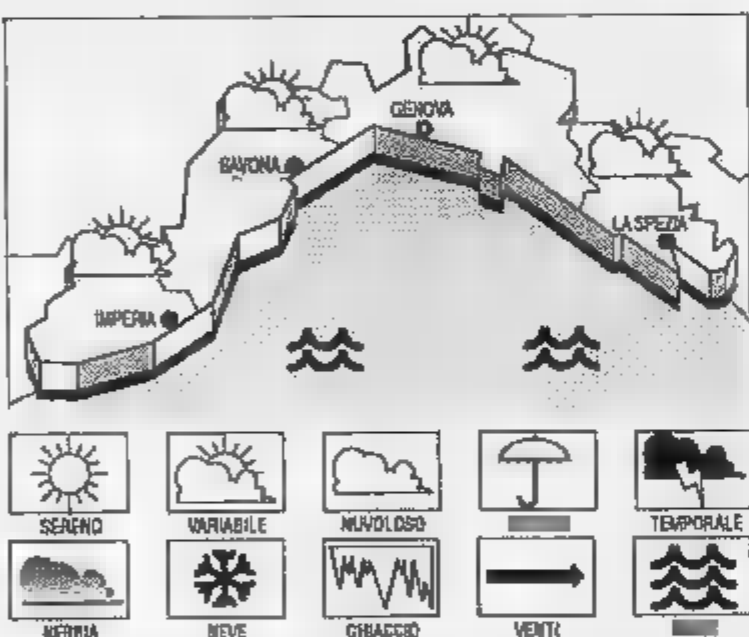 GENOVA
SAVONA
LA SPEZIA
IMPERIA
SERENO VARIABILE NUVOLOSO TEMPORALE
NEBBIA NEVE GHIACCIO VENTI